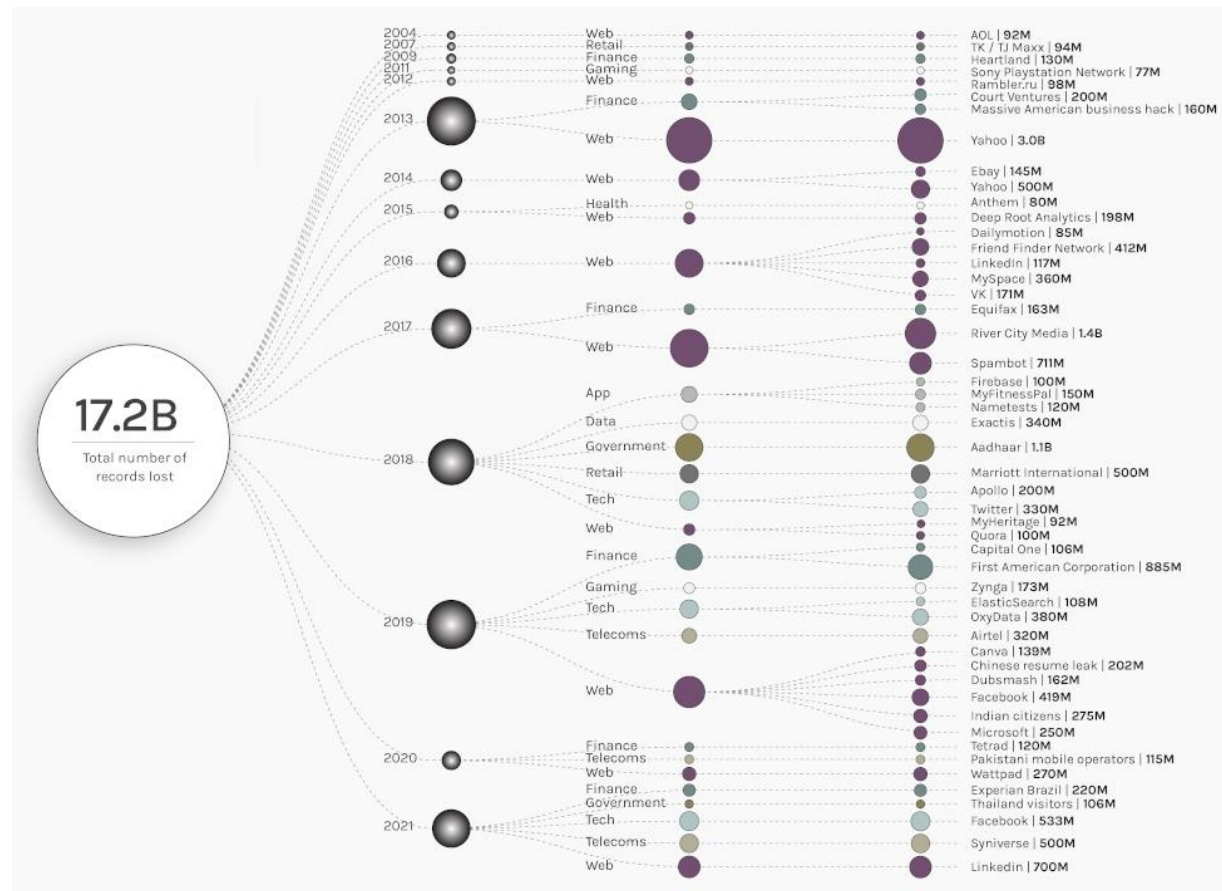 17.2B
Total number of
records lost
2004
2007
2009
2011
2012
2013
2014
2015
2016
2017
2018
2019
2020
2021
Web
Retail
Finance
Gaming
Web
Finance
Web
Web
Health
Web
Web
Finance
Web
App
Data
Government
Retail
Tech
Web
Finance
Gaming
Tech
Telecoms
Web
Finance
Telecoms
Web
Finance
Government
Tech
Telecoms
Web
AOL | 92M
TK / TJ Maxx | 94M
Heartland | 130M
Sony Playstation Network | 77M
Rambler.ru | 98M
Court Ventures | 200M
Massive American business hack | 160M
Yahoo | 3.0B
Ebay | 145M
Yahoo | 500M
Anthem | 80M
Deep Root Analytics | 198M
Dailymotion | 85M
Friend Finder Network | 412M
LinkedIn | 117M
MySpace | 360M
VK | 171M
Equifax | 163M
River City Media | 1.4B
Spambot | 711M
Firebase | 100M
MyFitnessPal | 150M
Nametests | 120M
Exactis | 340M
Aadhaar | 1.1B
Marriott International | 500M
Apollo | 200M
Twitter | 330M
MyHeritage | 92M
Quora | 100M
Capital One | 106M
First American Corporation | 885M
Zynga | 173M
ElasticSearch | 108M
OxyData | 380M
Airtel | 320M
Canva | 139M
Chinese resume leak | 202M
Dubsmash | 162M
Facebook | 419M
Indian citizens | 275M
Microsoft | 250M
Tetrad | 120M
Pakistani mobile operators | 115M
Wattpad | 270M
Experian Brazil | 220M
Thailand visitors | 106M
Facebook | 533M
Syniverse | 500M
Linkedin | 700M